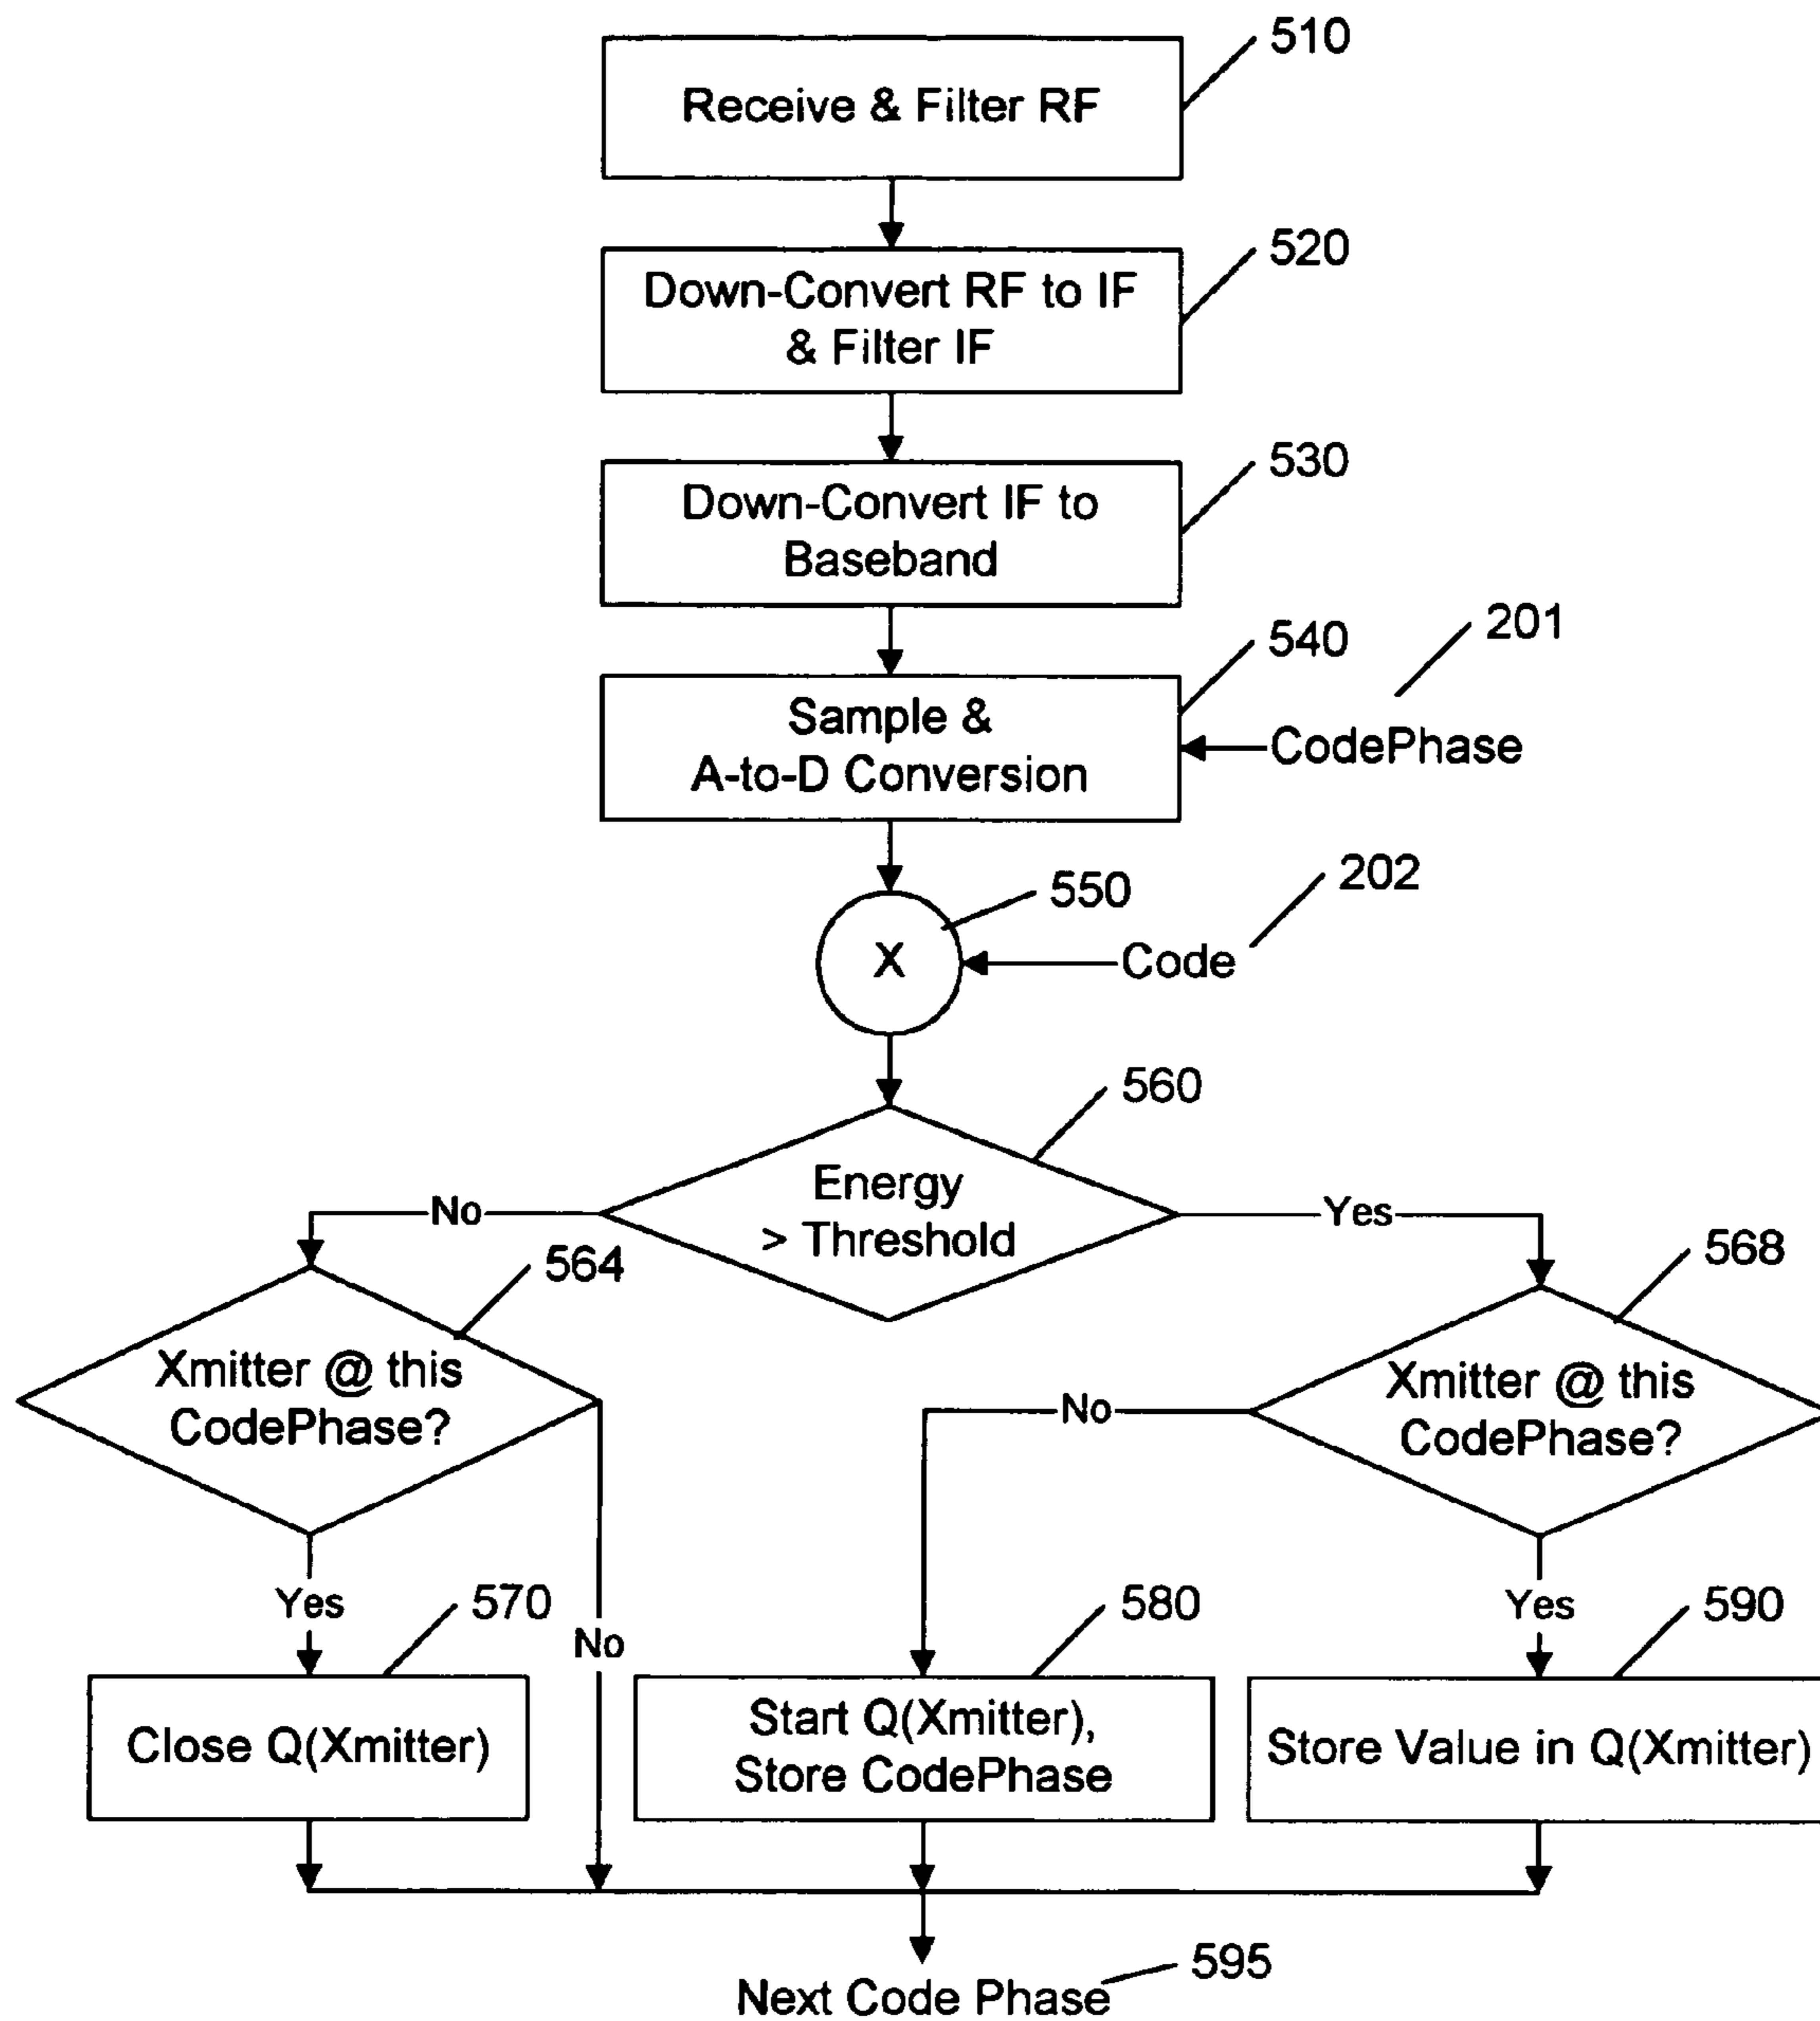 510
Receive & Filter RF
520
Down-Convert RF to IF
& Filter IF
530
Down-Convert IF to
Baseband
540
201
Sample &
A-to-D Conversion
CodePhase
550
202
X
Code
560
Energy
> Threshold
No
Yes
564
568
Xmitter @ this
CodePhase?
Xmitter @ this
CodePhase?
No
Yes
570
No
580
Yes
590
Close Q(Xmitter)
Start Q(Xmitter),
Store CodePhase
Store Value in Q(Xmitter)
Next Code Phase
595